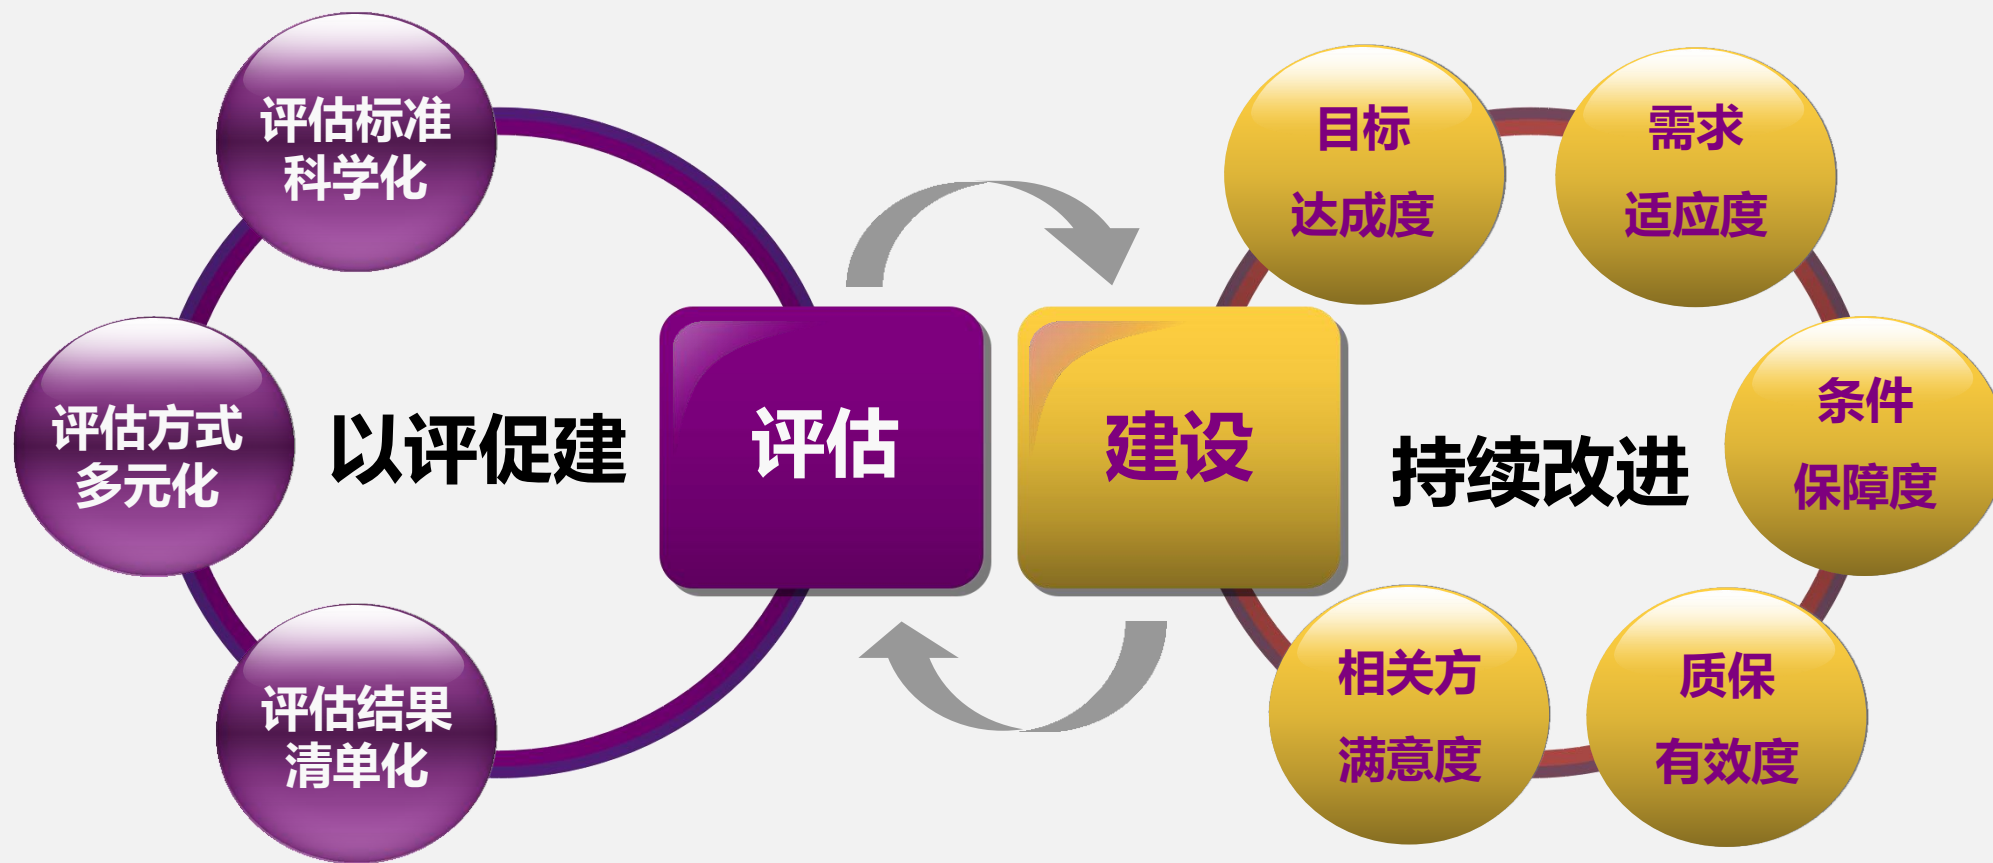 评估标准
科学化
评估方式
多元化
评估结果
清单化
以评促建
评估
建设
持续改进
目标
达成度
需求
适应度
条件
保障度
质保
有效度
相关方
满意度